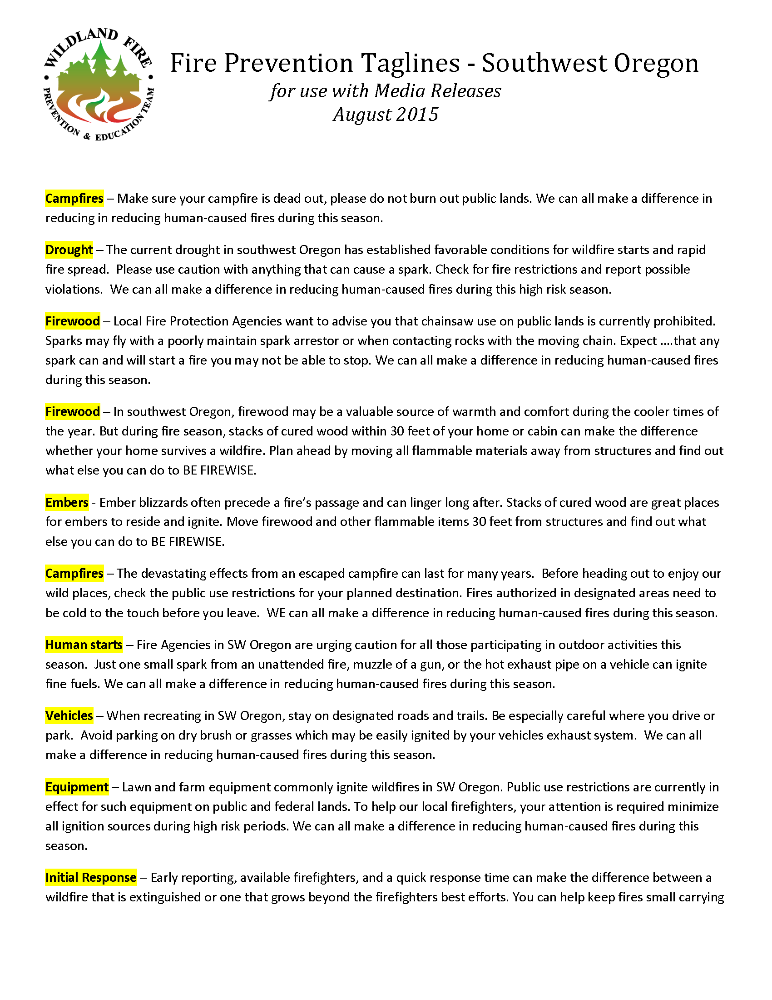 WILDLAND FIRE
PREVENTION & EDUCATION TEAM
Fire Prevention Taglines - Southwest Oregon
for use with Media Releases
August 2015
Campfires – Make sure your campfire is dead out, please do not burn out public lands. We can all make a difference in
reducing in reducing human-caused fires during this season.
Drought – The current drought in southwest Oregon has established favorable conditions for wildfire starts and rapid
fire spread.  Please use caution with anything that can cause a spark. Check for fire restrictions and report possible
violations.  We can all make a difference in reducing human-caused fires during this high risk season.
Firewood – Local Fire Protection Agencies want to advise you that chainsaw use on public lands is currently prohibited.
Sparks may fly with a poorly maintain spark arrestor or when contacting rocks with the moving chain. Expect ....that any
spark can and will start a fire you may not be able to stop. We can all make a difference in reducing human-caused fires
during this season.
Firewood – In southwest Oregon, firewood may be a valuable source of warmth and comfort during the cooler times of
the year. But during fire season, stacks of cured wood within 30 feet of your home or cabin can make the difference
whether your home survives a wildfire. Plan ahead by moving all flammable materials away from structures and find out
what else you can do to BE FIREWISE.
Embers - Ember blizzards often precede a fire’s passage and can linger long after. Stacks of cured wood are great places
for embers to reside and ignite. Move firewood and other flammable items 30 feet from structures and find out what
else you can do to BE FIREWISE.
Campfires – The devastating effects from an escaped campfire can last for many years.  Before heading out to enjoy our
wild places, check the public use restrictions for your planned destination. Fires authorized in designated areas need to
be cold to the touch before you leave.  WE can all make a difference in reducing human-caused fires during this season.
Human starts – Fire Agencies in SW Oregon are urging caution for all those participating in outdoor activities this
season.  Just one small spark from an unattended fire, muzzle of a gun, or the hot exhaust pipe on a vehicle can ignite
fine fuels. We can all make a difference in reducing human-caused fires during this season.
Vehicles – When recreating in SW Oregon, stay on designated roads and trails. Be especially careful where you drive or
park.  Avoid parking on dry brush or grasses which may be easily ignited by your vehicles exhaust system.  We can all
make a difference in reducing human-caused fires during this season.
Equipment – Lawn and farm equipment commonly ignite wildfires in SW Oregon. Public use restrictions are currently in
effect for such equipment on public and federal lands. To help our local firefighters, your attention is required minimize
all ignition sources during high risk periods. We can all make a difference in reducing human-caused fires during this
season.
Initial Response – Early reporting, available firefighters, and a quick response time can make the difference between a
wildfire that is extinguished or one that grows beyond the firefighters best efforts. You can help keep fires small carrying